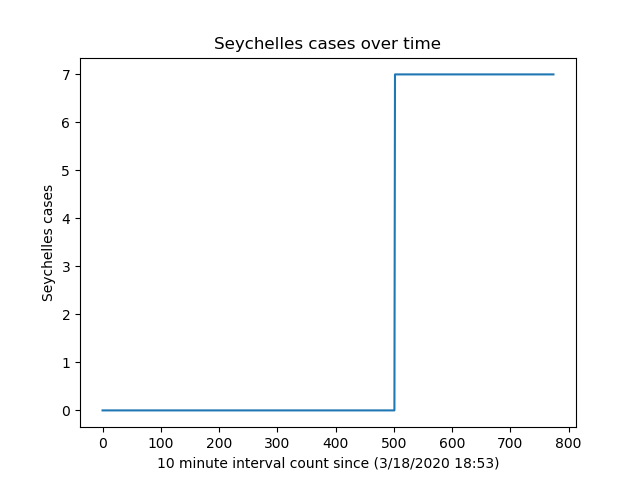 Seychelles cases over time
Seychelles cases
7
6
5
4
3
2
1
0
0 100 200 300 400 500 600 700 800
10 minute interval count since (3/18/2020 18:53)